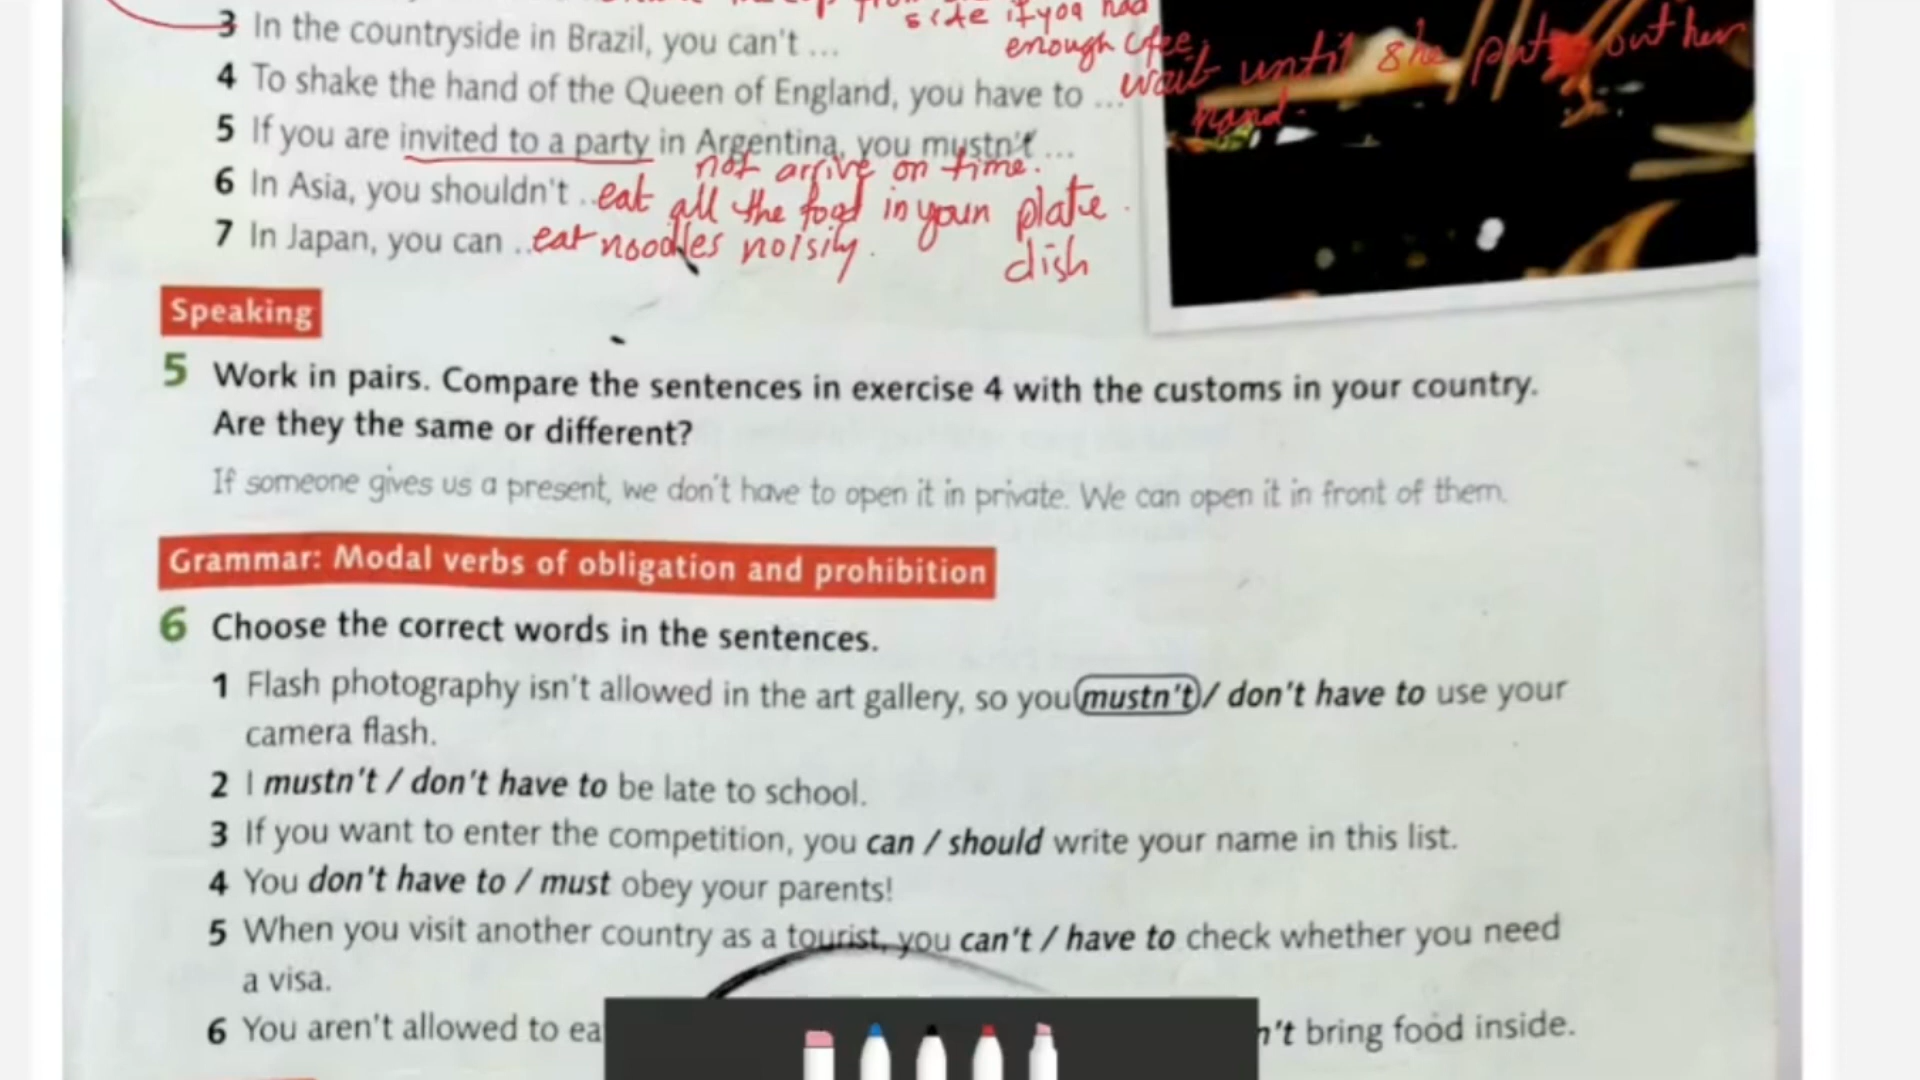 side if you had
3 In the countryside in Brazil, you can't ... enough cfee.
4 To shake the hand of the Queen of England, you have to ... wait until she puts out her
hand.
5 If you are invited to a party in Argentina, you mustn't ...
not arrive on time.
6 In Asia, you shouldn't .. eat all the food in your plate.
7 In Japan, you can .. eat noodles noisily. dish
Speaking
5 Work in pairs. Compare the sentences in exercise 4 with the customs in your country.
Are they the same or different?
If someone gives us a present, we don't have to open it in private. We can open it in front of them.
Grammar: Modal verbs of obligation and prohibition
6 Choose the correct words in the sentences.
1 Flash photography isn't allowed in the art gallery, so you mustn't / don't have to use your
camera flash.
2 I mustn't / don't have to be late to school.
3 If you want to enter the competition, you can / should write your name in this list.
4 You don't have to / must obey your parents!
5 When you visit another country as a tourist, you can't / have to check whether you need
a visa.
6 You aren't allowed to ea n't bring food inside.